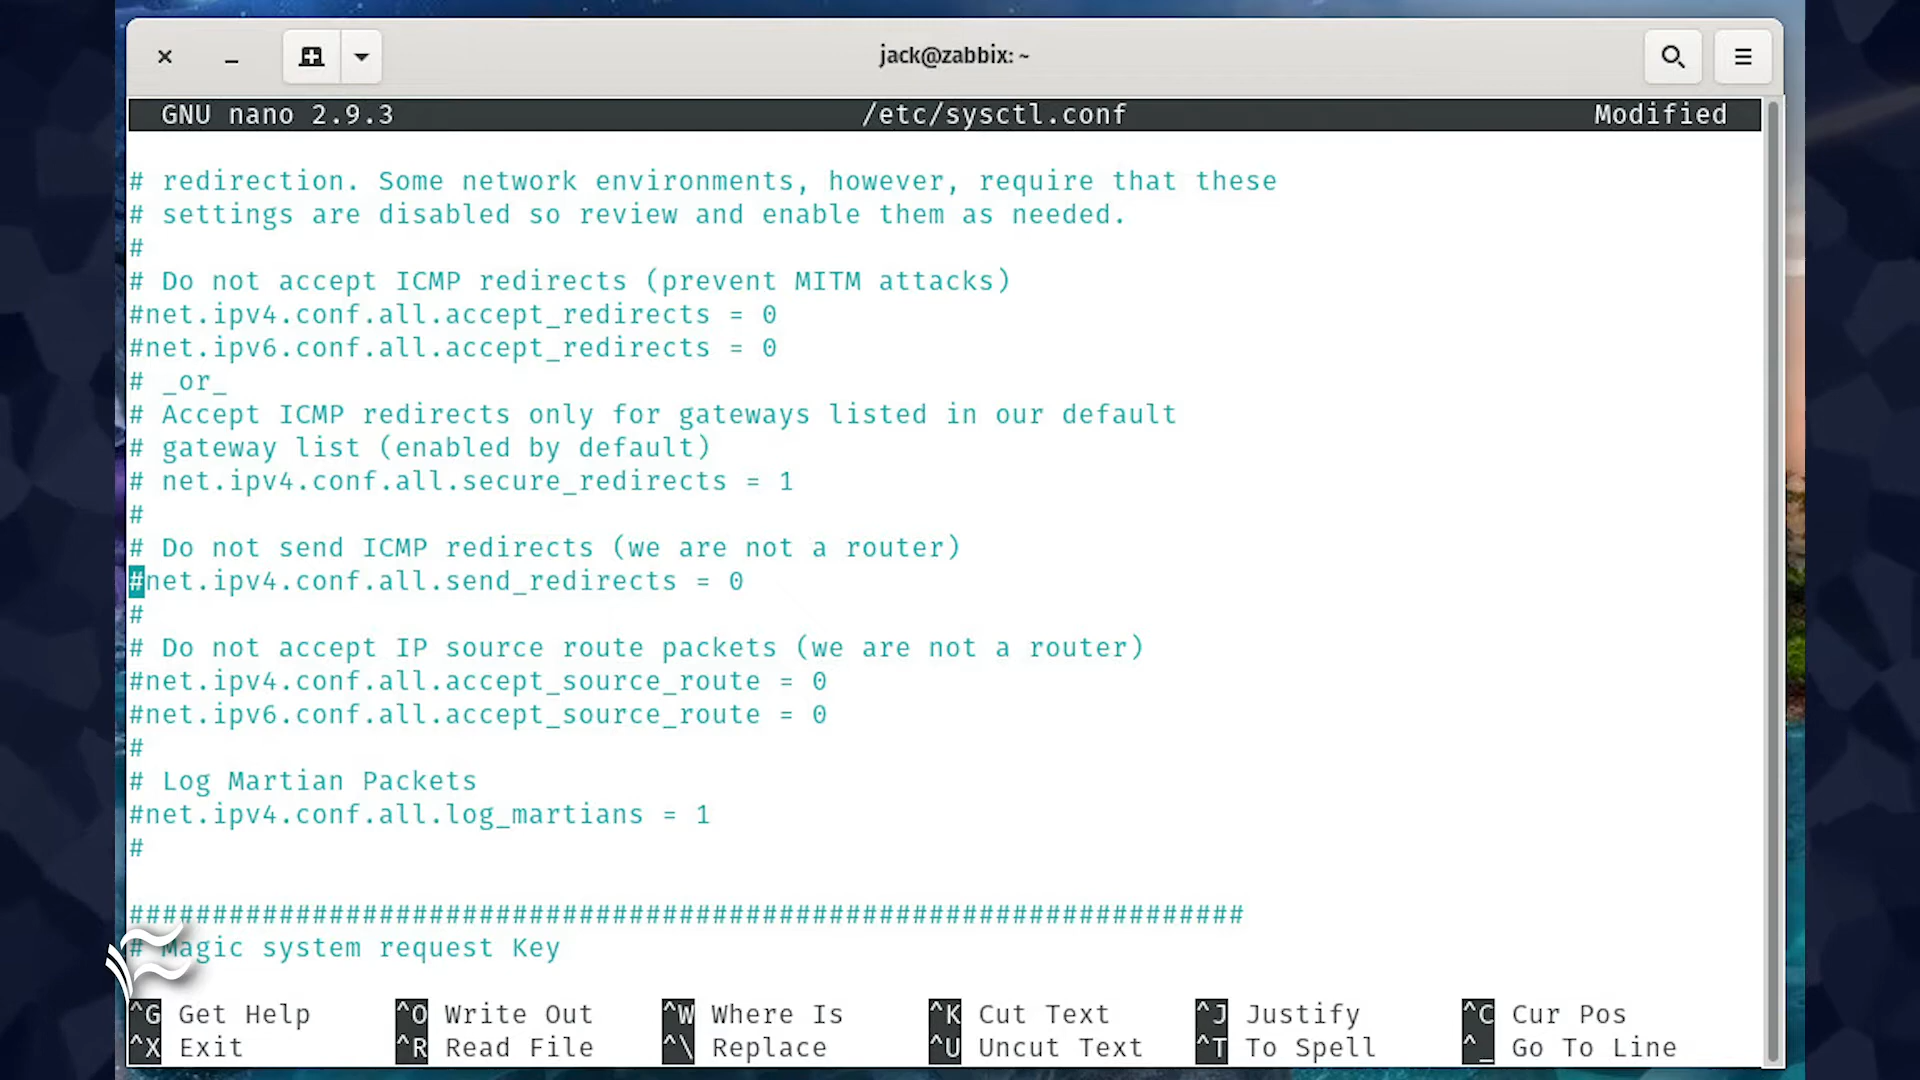 jack@zabbix: ~
GNU nano 2.9.3 /etc/sysctl.conf Modified
# redirection. Some network environments, however, require that these
# settings are disabled so review and enable them as needed.
#
# Do not accept ICMP redirects (prevent MITM attacks)
#net.ipv4.conf.all.accept_redirects = 0
#net.ipv6.conf.all.accept_redirects = 0
# _or_
# Accept ICMP redirects only for gateways listed in our default
# gateway list (enabled by default)
# net.ipv4.conf.all.secure_redirects = 1
#
# Do not send ICMP redirects (we are not a router)
#net.ipv4.conf.all.send_redirects = 0
#
# Do not accept IP source route packets (we are not a router)
#net.ipv4.conf.all.accept_source_route = 0
#net.ipv6.conf.all.accept_source_route = 0
#
# Log Martian Packets
#net.ipv4.conf.all.log_martians = 1
#
###################################################################
# Magic system request Key
^G Get Help ^O Write Out ^W Where Is ^K Cut Text ^J Justify ^C Cur Pos
^X Exit ^R Read File ^\ Replace ^U Uncut Text ^T To Spell ^_ Go To Line